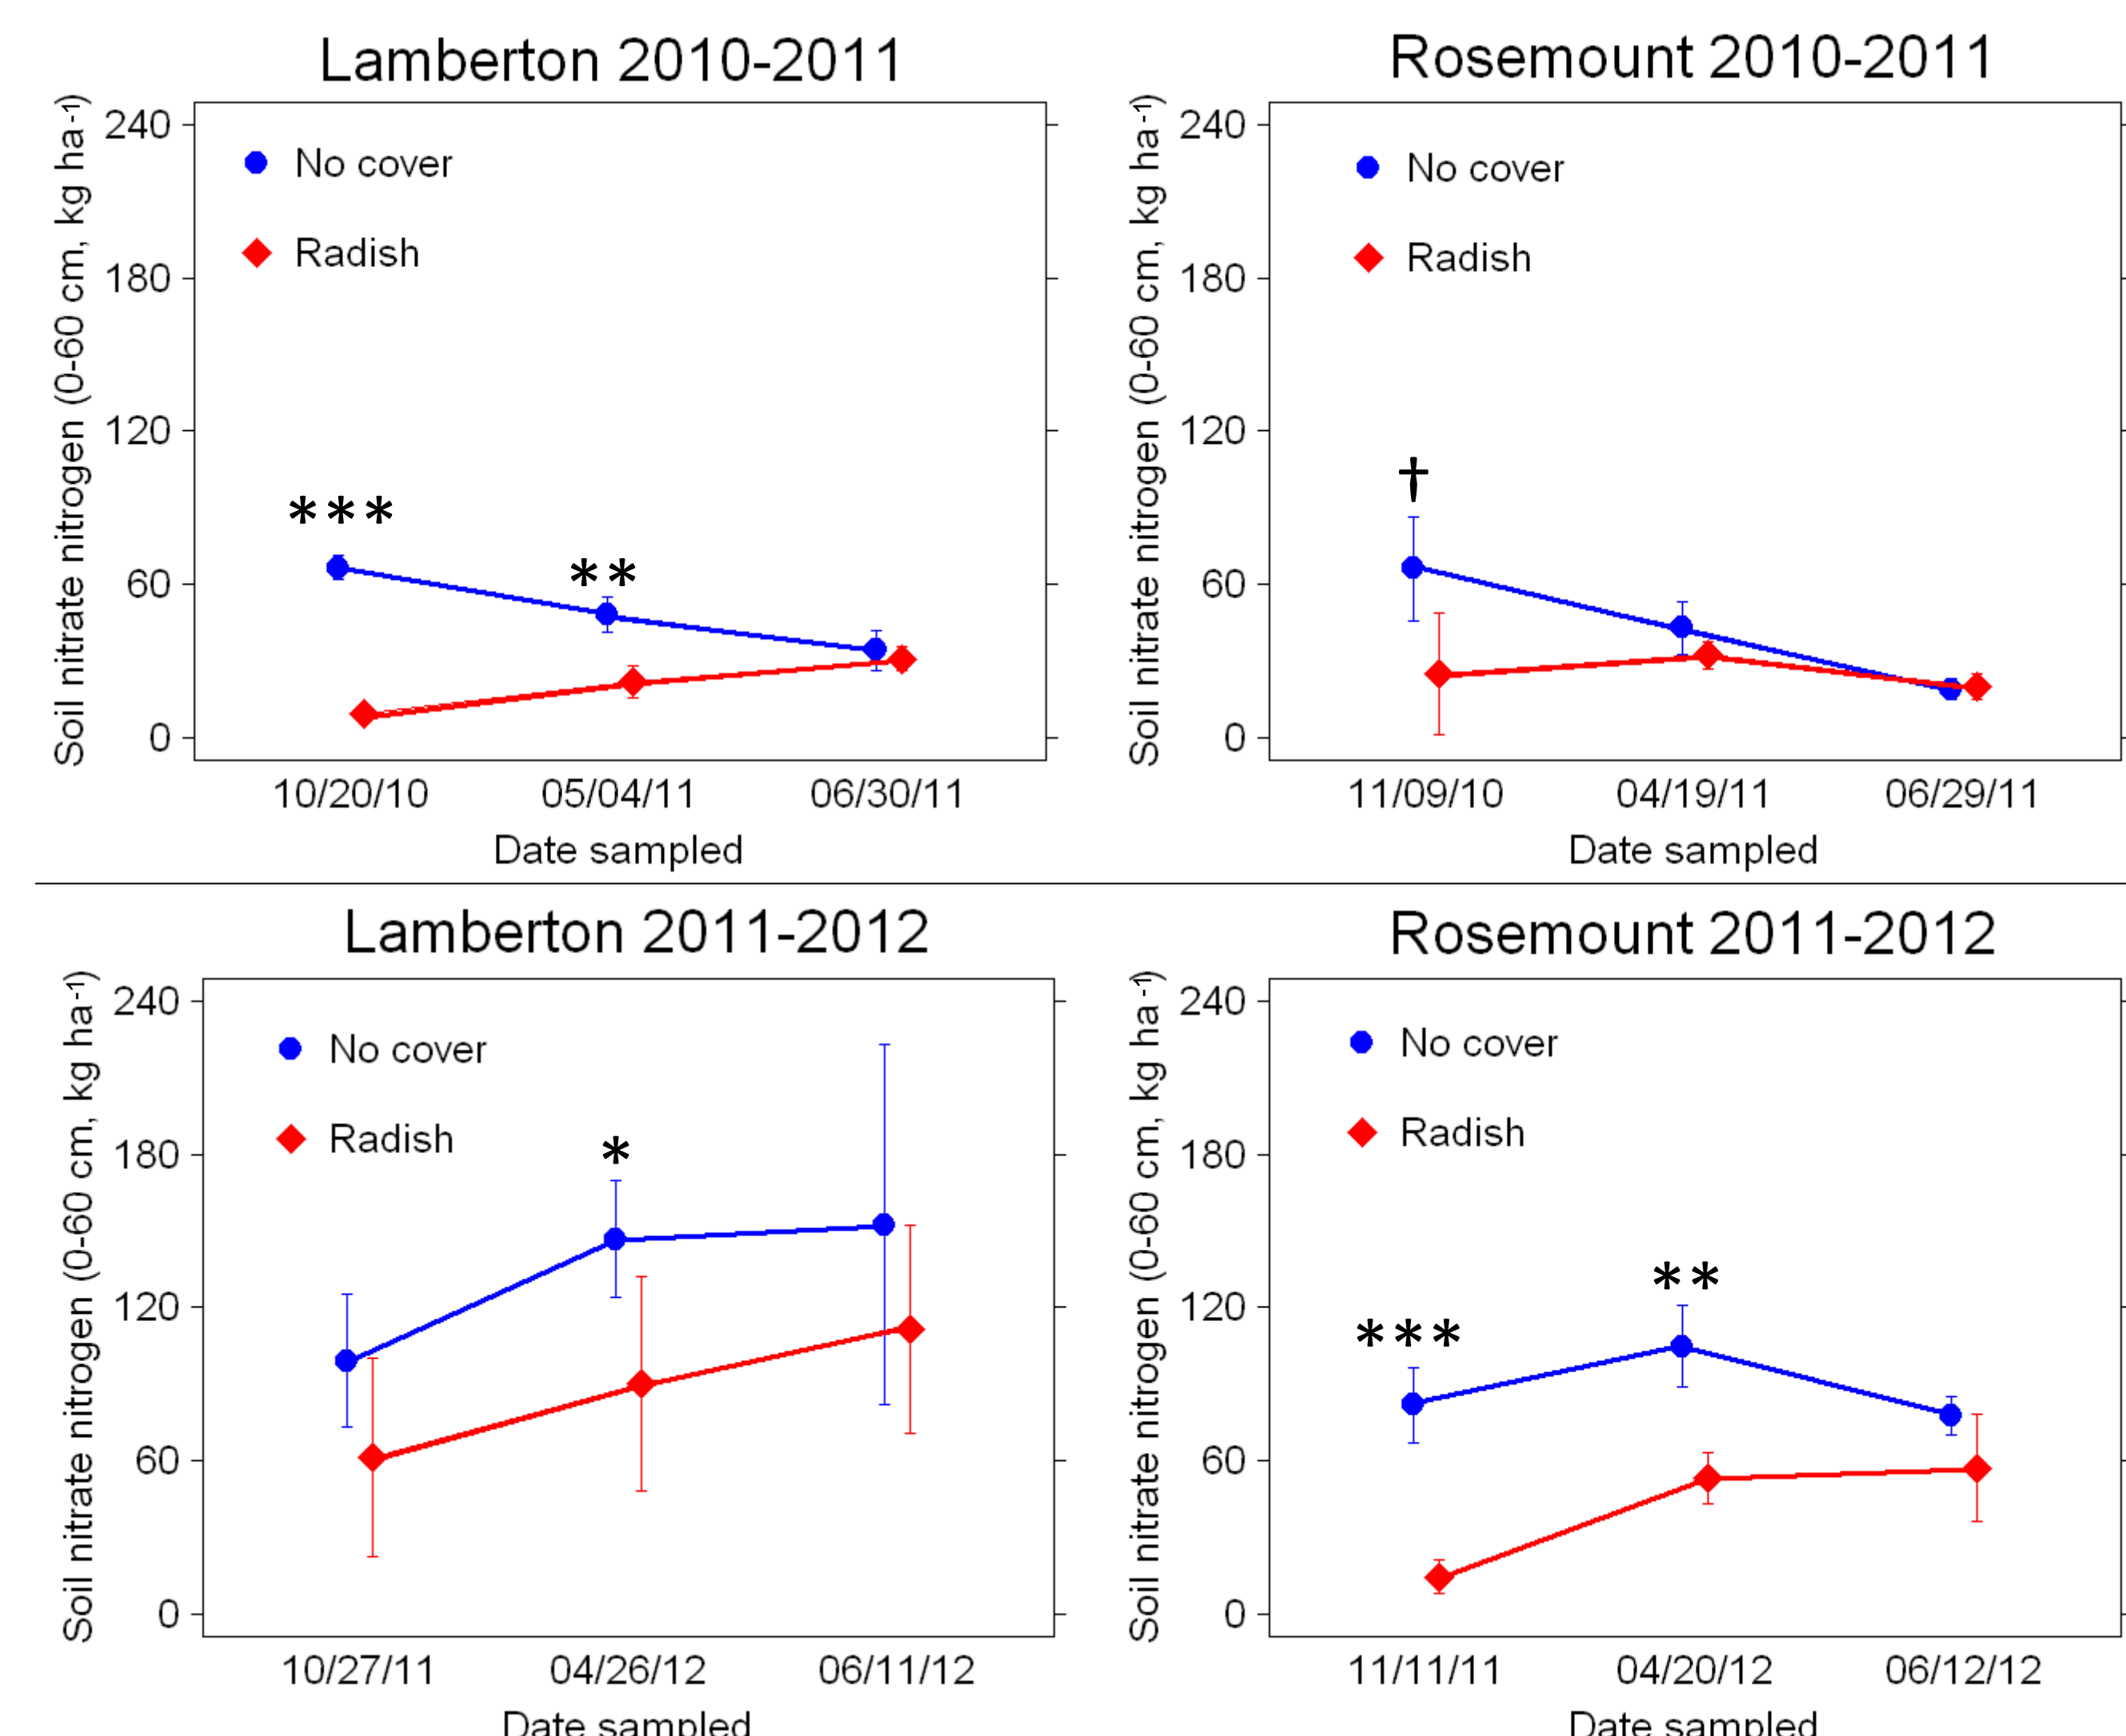 Lamberton 2010-2011
Soil nitrate nitrogen (0-60 cm, kg ha-1)
240
180
120
60
0
No cover
Radish
***
**
10/20/10 05/04/11 06/30/11
Date sampled
Rosemount 2010-2011
Soil nitrate nitrogen (0-60 cm, kg ha-1)
240
180
120
60
0
No cover
Radish
†
11/09/10 04/19/11 06/29/11
Date sampled
Lamberton 2011-2012
Soil nitrate nitrogen (0-60 cm, kg ha-1)
240
180
120
60
0
No cover
Radish
*
10/27/11 04/26/12 06/11/12
Date sampled
Rosemount 2011-2012
Soil nitrate nitrogen (0-60 cm, kg ha-1)
240
180
120
60
0
No cover
Radish
***
**
11/11/11 04/20/12 06/12/12
Date sampled